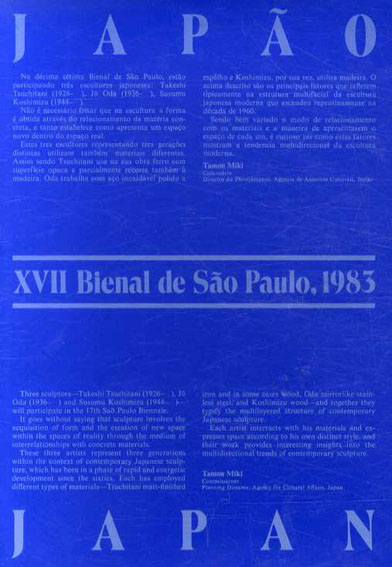 JAPÃO
Na décima sétima Bienal de São Paulo, estão
participando três escultores japoneses: Takeshi
Tsuchitani (1926– ), Jō Oda (1936– ), Susumu
Koshimizu (1944– ).
Não é necessário frisar que na escultura a forma
é obtida através do relacionamento da matéria con-
creta, e tanto estabelece como apresenta um espaço
novo dentro do espaço real.
Estes três escultores representando três gerações
distintas utilizam também materiais diferentes.
Assim sendo Tsuchitani usa na sua obra ferro com
superfície opaca e parcialmente recorre também à
madeira. Oda trabalha com aço inoxidável polido a
espelho e Koshimizu, por sua vez, utiliza madeira. O
acima descrito são os principais fatores que refletem
tipicamente na estrutura multifacial da escultura
japonesa moderna que ascendeu repentinamente na
década de 1960.
Sendo bem variado o modo de relacionamento
com os materiais e a maneira de apresentarem o
espaço de cada um, é curioso ver como estes fatores
mostram a tendência multidirecional da escultura
moderna.
Tamon Miki
Comissário
Diretor do Planejamento, Agência de Assuntos Culturais, Japão
XVII Bienal de São Paulo, 1983
Three sculptors—Takeshi Tsuchitani (1926– ), Jō
Oda (1936– ) and Susumu Koshimizu (1944– )—
will participate in the 17th Saō Paulo Biennale.
It goes without saying that sculpture involves the
acquisition of form and the creation of new space
within the spaces of reality through the medium of
interrelationships with concrete materials.
These three artists represent three generations
within the context of contemporary Japanese sculp-
ture, which has been in a phase of rapid and energetic
development since the sixties. Each has employed
different types of materials—Tsuchitani matt-finished
iron and in some cases wood, Oda mirrorlike stain-
less steel, and Koshimizu wood—and together they
typify the multilayered structure of contemporary
Japanese sculpture.
Each artist interracts with his materials and ex-
presses space according to his own distinct style, and
their work provides interesting insights into the
multidirectional trends of contemporary sculpture.
Tamon Miki
Commissioner
Planning Director, Agency for Cultural Affairs, Japan
JAPAN